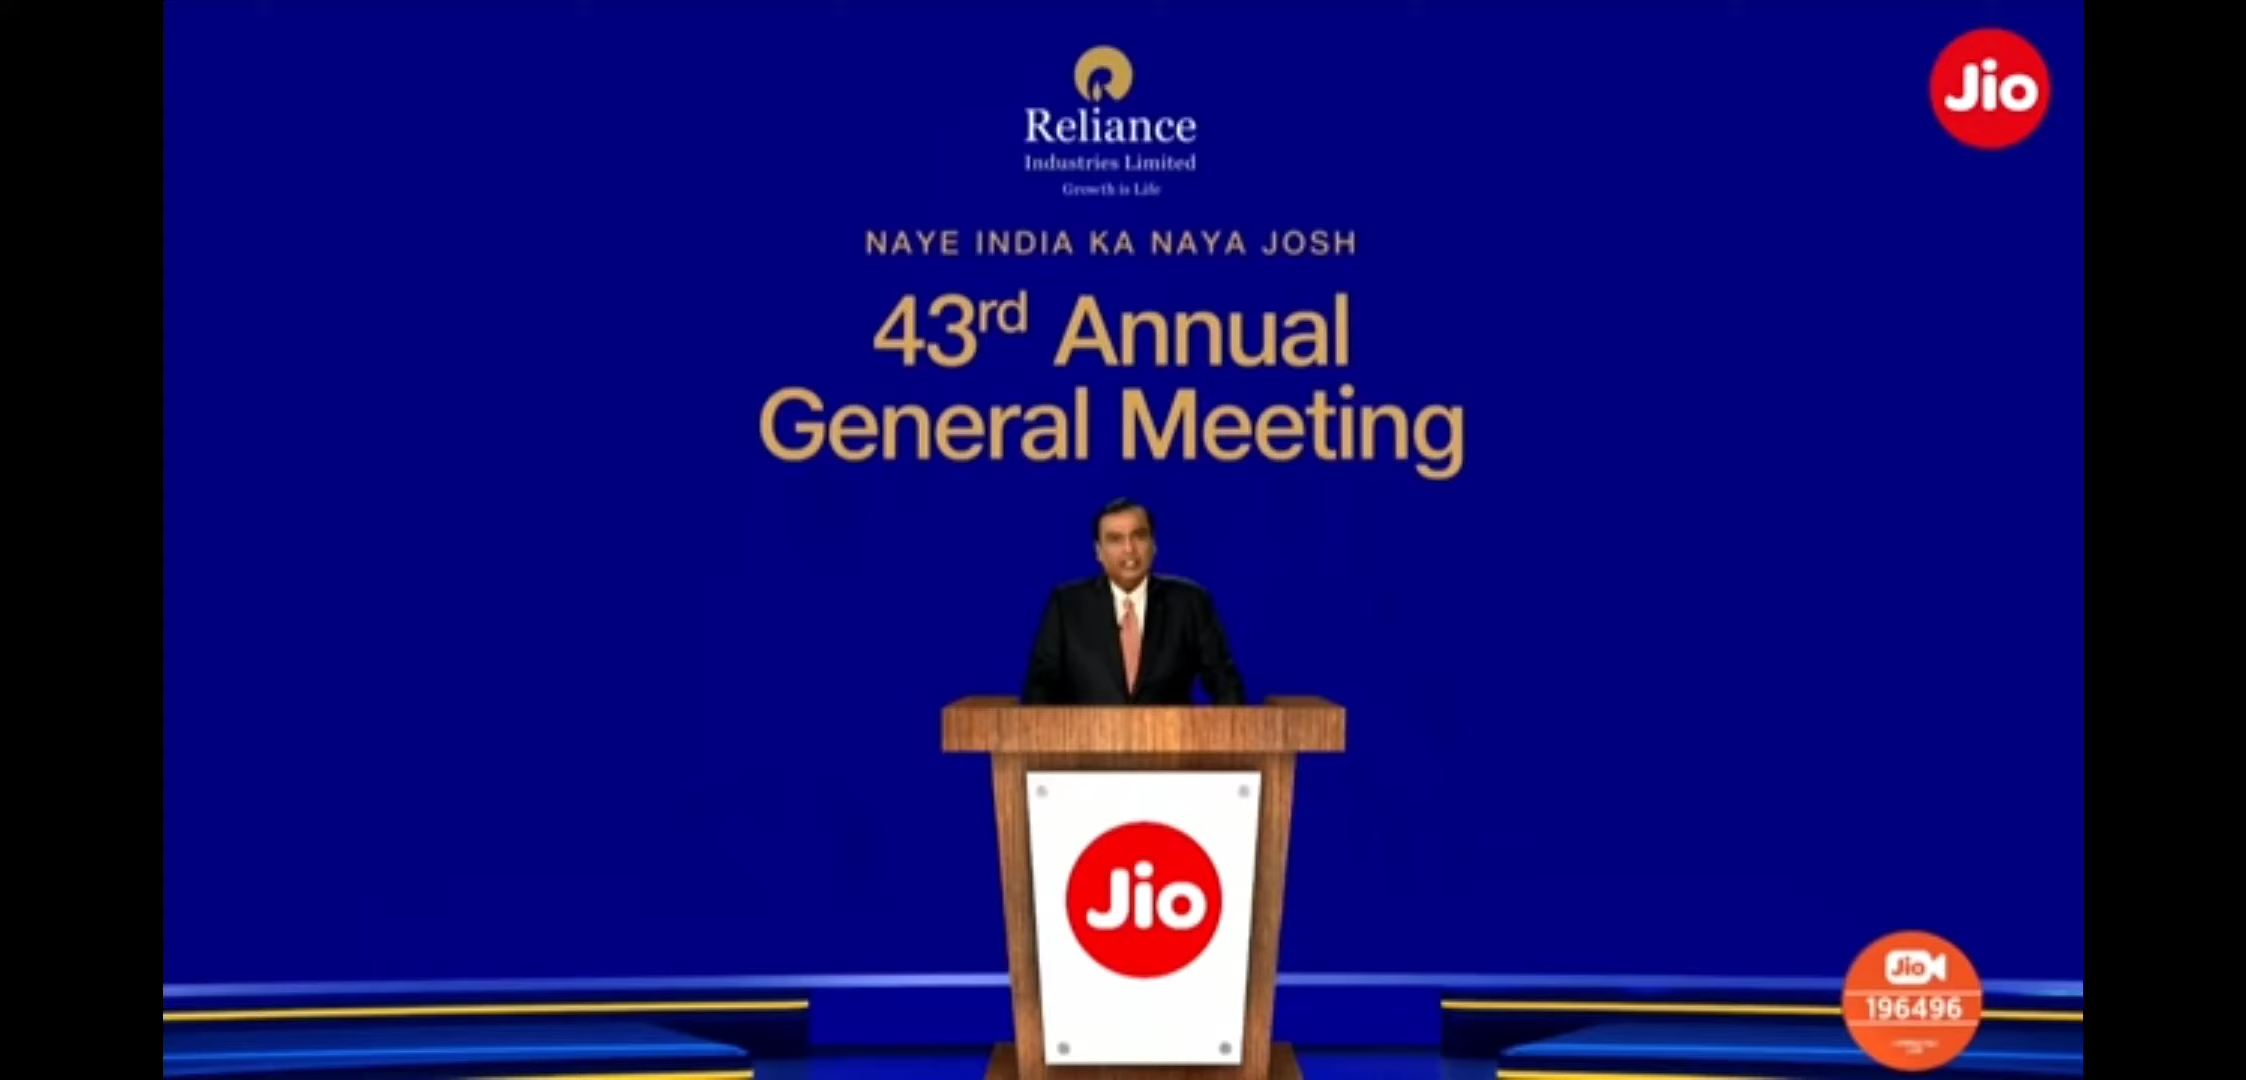 Jio
Reliance
Industries Limited
Growth is Life
NAYE INDIA KA NAYA JOSH
43rd Annual
General Meeting
Jio
Jio
196496